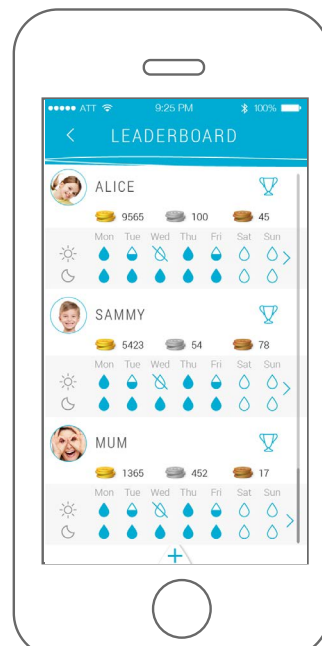 ATT 9:25 PM 100%
LEADERBOARD
ALICE
9565 100 45
Mon Tue Wed Thu Fri Sat Sun
SAMMY
5423 54 78
Mon Tue Wed Thu Fri Sat Sun
MUM
1365 452 17
Mon Tue Wed Thu Fri Sat Sun
+